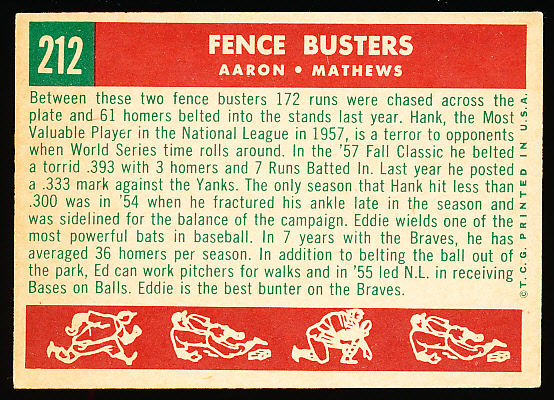 212
FENCE BUSTERS
AARON • MATHEWS
Between these two fence busters 172 runs were chased across the
plate and 61 homers belted into the stands last year. Hank, the Most
Valuable Player in the National League in 1957, is a terror to opponents
when World Series time rolls around. In the '57 Fall Classic he belted
a torrid .393 with 3 homers and 7 Runs Batted In. Last year he posted
a .333 mark against the Yanks. The only season that Hank hit less than
.300 was in '54 when he fractured his ankle late in the season and
was sidelined for the balance of the campaign. Eddie wields one of the
most powerful bats in baseball. In 7 years with the Braves, he has
averaged 36 homers per season. In addition to belting the ball out of
the park, Ed can work pitchers for walks and in '55 led N.L. in receiving
Bases on Balls. Eddie is the best bunter on the Braves.
© T.C.G. PRINTED IN U.S.A.